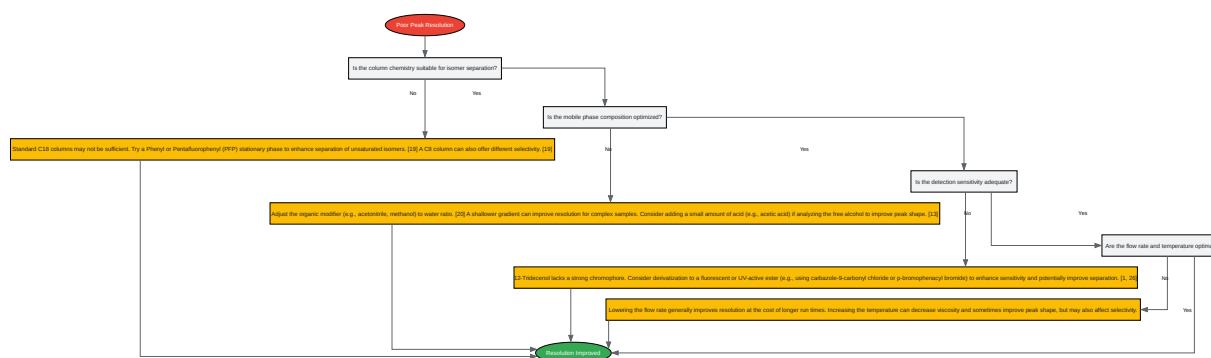 Poor Peak Resolution
Is the column chemistry suitable for isomer separation?
No
Yes
Is the mobile phase composition optimized?
Standard C18 columns may not be sufficient. Try a Phenyl or Pentafluorophenyl (PFP) stationary phase to enhance separation of unsaturated isomers. [19] A C8 column can also offer different selectivity. [19]
No
Yes
Is the detection sensitivity adequate?
Adjust the organic modifier (e.g., acetonitrile, methanol) to water ratio. [20] A shallower gradient can improve resolution for complex samples. Consider adding a small amount of acid (e.g., acetic acid) if analyzing the free alcohol to improve peak shape. [13]
No
Yes
Are the flow rate and temperature optima
12-Tridecenol lacks a strong chromophore. Consider derivatization to a fluorescent or UV-active ester (e.g., using carbazole-9-carbonyl chloride or p-bromophenacyl bromide) to enhance sensitivity and potentially improve separation. [1, 26]
No
Lowering the flow rate generally improves resolution at the cost of longer run times. Increasing the temperature can decrease viscosity and sometimes improve peak shape, but may also affect selectivity.
Yes
Resolution Improved